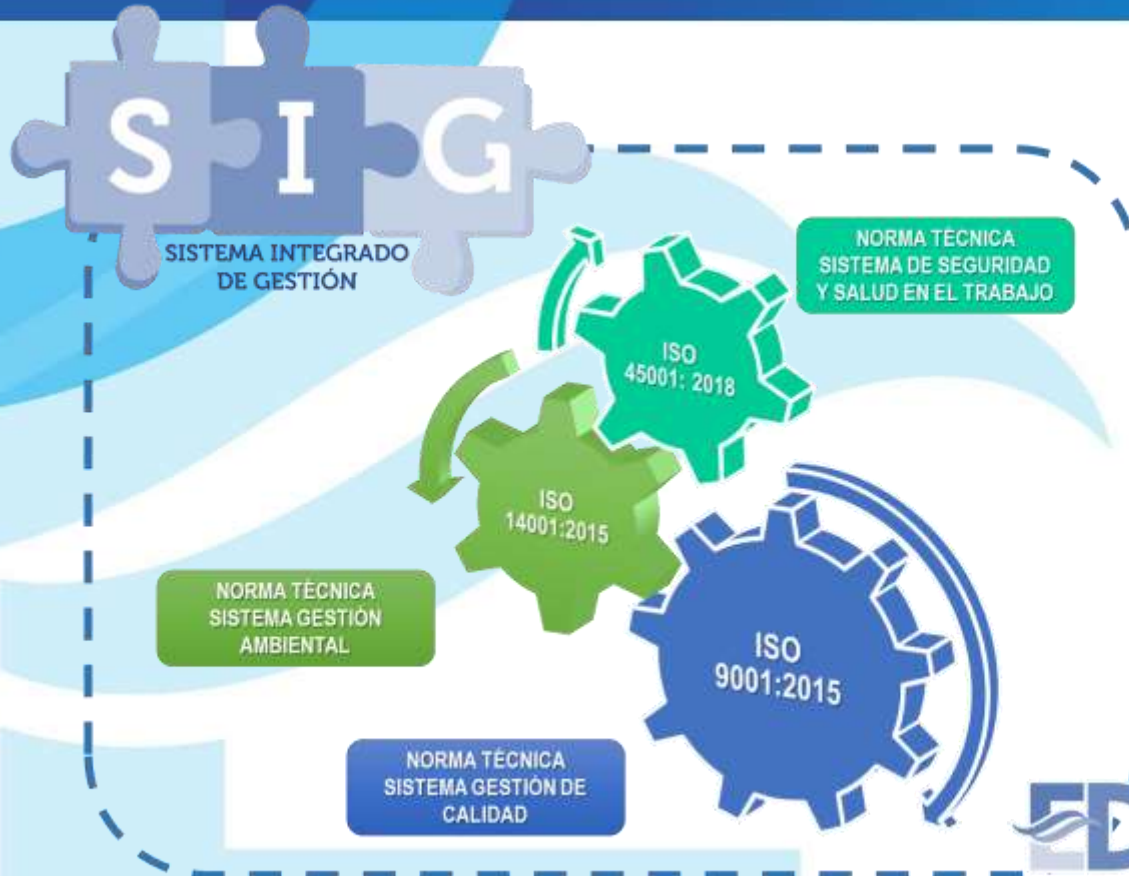 SIG
SISTEMA INTEGRADO
DE GESTIÓN
NORMA TÉCNICA
SISTEMA DE SEGURIDAD
Y SALUD EN EL TRABAJO
ISO
45001: 2018
ISO
14001:2015
NORMA TÉCNICA
SISTEMA GESTIÓN
AMBIENTAL
ISO
9001:2015
NORMA TÉCNICA
SISTEMA GESTIÓN DE
CALIDAD